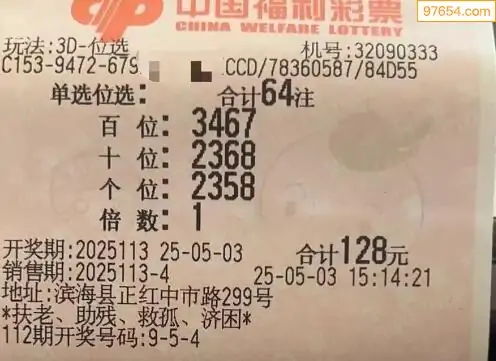 97654.com
中国福利彩票
CHINA WELFARE LOTTERY
玩法:3D-位选 机号:32090333
C153-9472-679 CCD/78360587/84D55
单选位选: 合计64注
百位: 3467
十位: 2368
个位: 2358
倍数: 1
开奖期:2025113 25-05-03 合计128元
销售期:2025113-4 25-05-03 15:14:21
地址:滨海县正红中市路299号
*扶老、助残、救孤、济困*
112期开奖号码:9-5-4